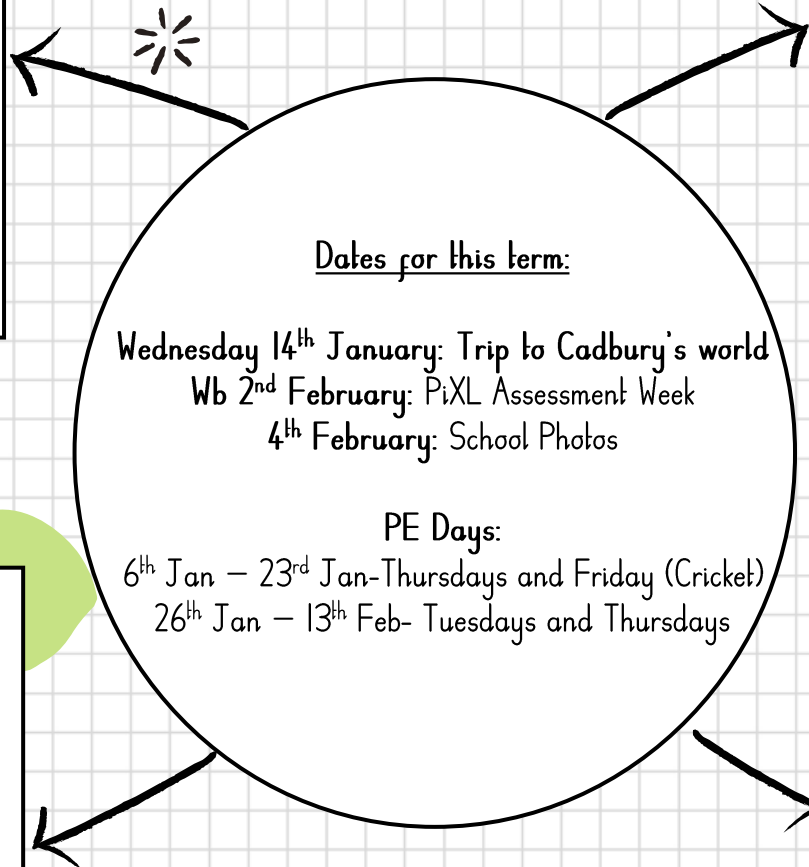 Dates for this term:
Wednesday 14th January: Trip to Cadbury's world
Wb 2nd February: PiXL Assessment Week
4th February: School Photos
PE Days:
6th Jan – 23rd Jan-Thursdays and Friday (Cricket)
26th Jan – 13th Feb- Tuesdays and Thursdays